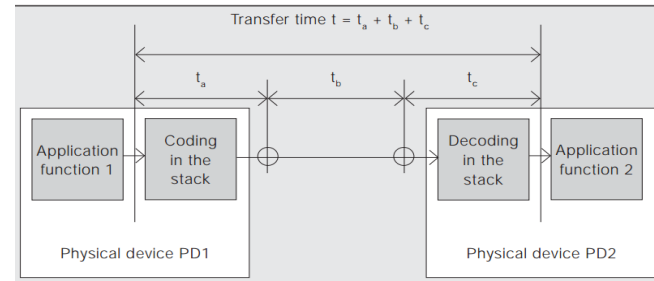 Transfer time t = ta + tb + tc
ta
tb
tc
Application
function 1
Coding
in the
stack
Decoding
in the
stack
Application
function 2
Physical device PD1
Physical device PD2